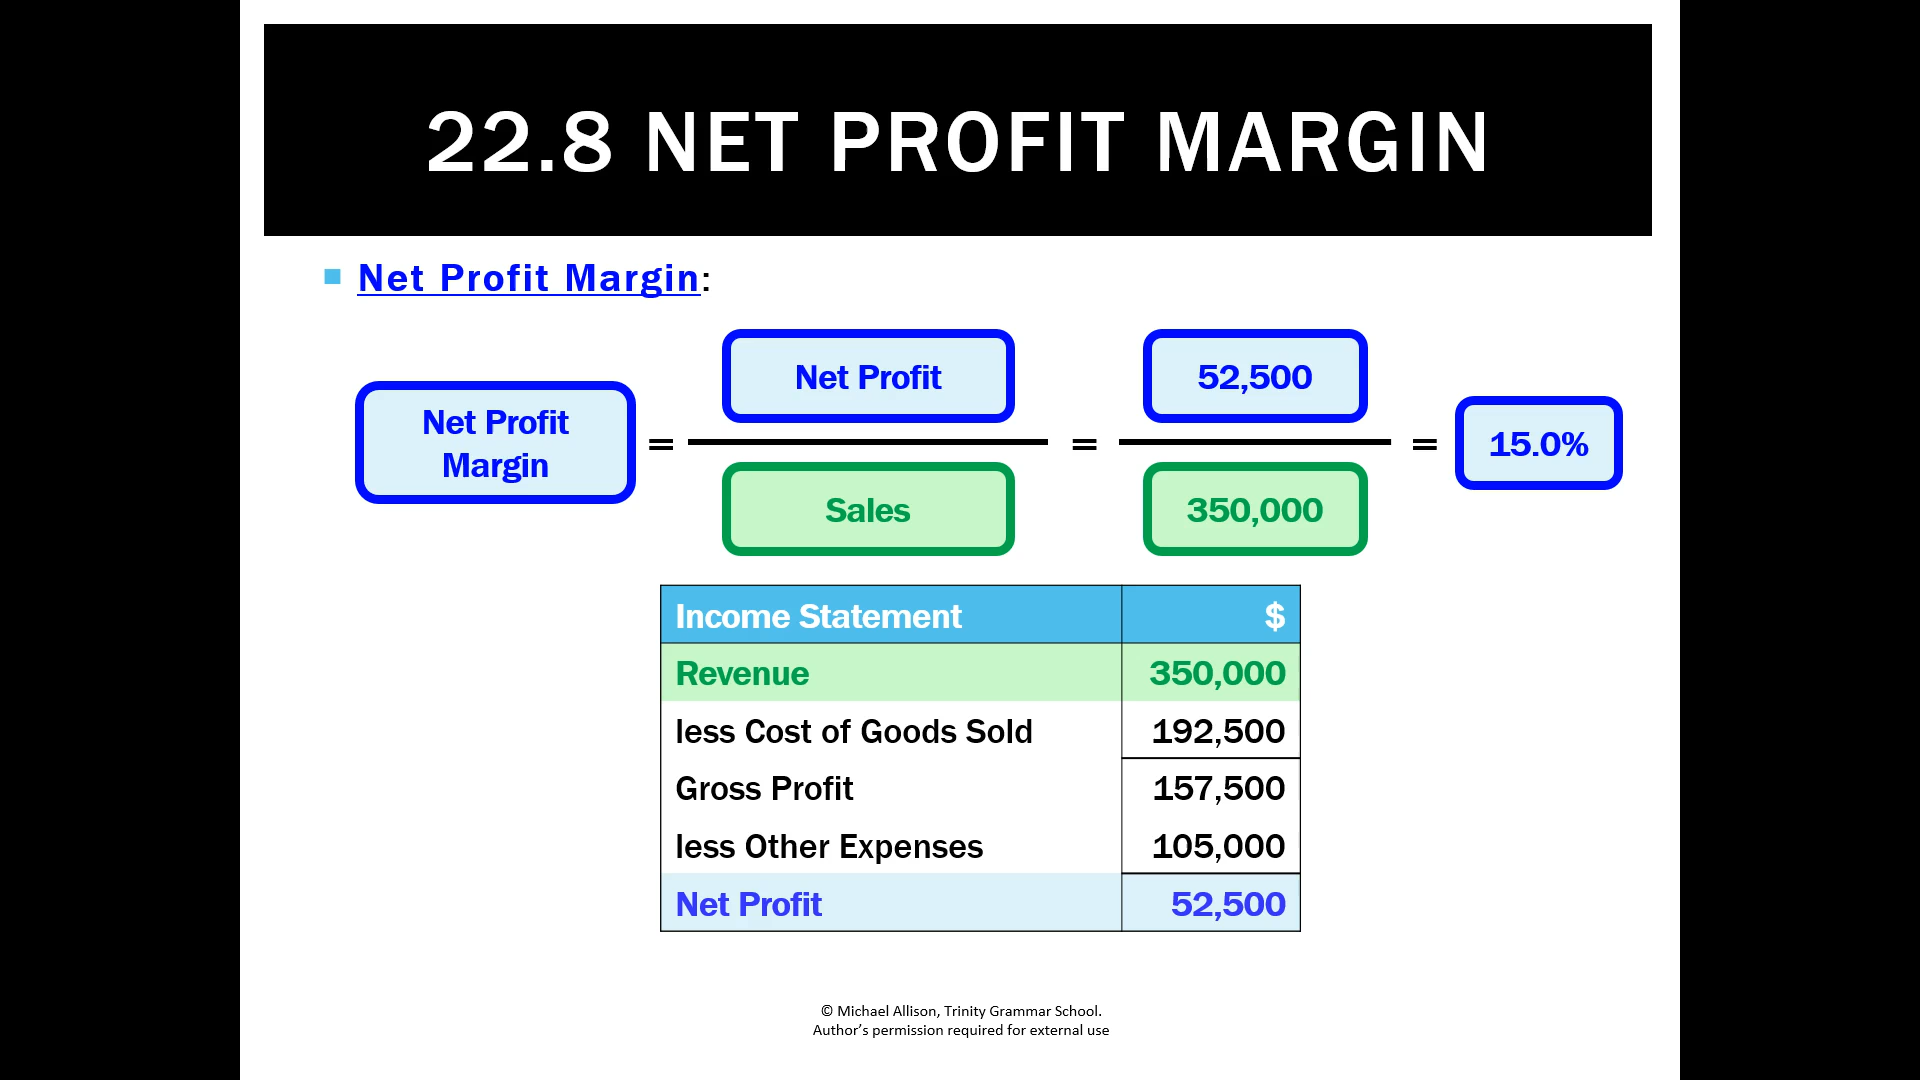 22.8 NET PROFIT MARGIN
Net Profit Margin:
Net Profit
Margin
=
Net Profit
Sales
=
52,500
350,000
=
15.0%
Income Statement $
Revenue 350,000
less Cost of Goods Sold 192,500
Gross Profit 157,500
less Other Expenses 105,000
Net Profit 52,500
© Michael Allison, Trinity Grammar School.
Author’s permission required for external use